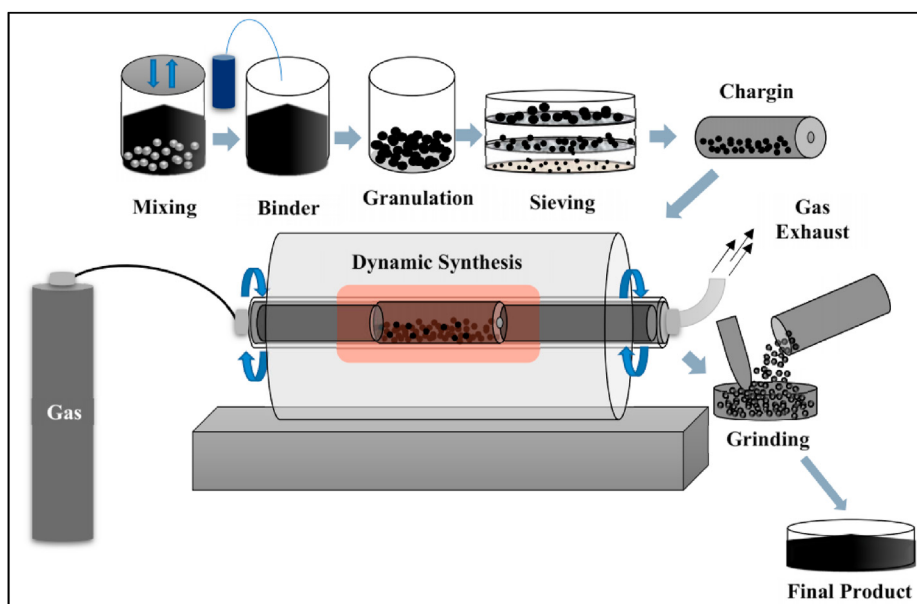 Chargin
Mixing
Binder
Granulation
Sieving
Gas
Exhaust
Dynamic Synthesis
Gas
Grinding
Final Product